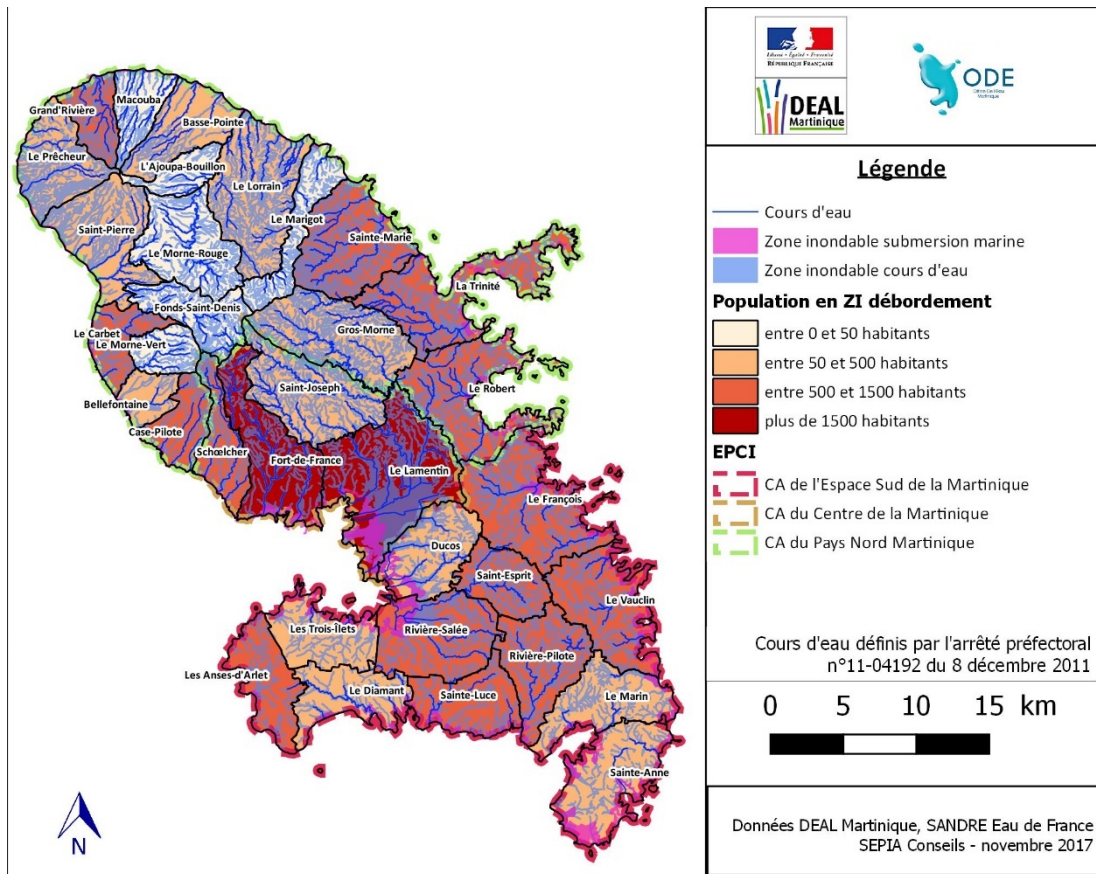 Grand'Rivière
Macouba
Basse-Pointe
Le Prêcheur
L'Ajoupa-Bouillon
Le Lorrain
Saint-Pierre
Le Marigot
Sainte-Marie
Le Morne-Rouge
La Trinité
Fonds-Saint-Denis
Gros-Morne
Le Carbet
Le Morne-Vert
Saint-Joseph
Le Robert
Bellefontaine
Case-Pilote
Schœlcher
Fort-de-France
Le Lamentin
Le François
Ducos
Saint-Esprit
Le Vauclin
Les Trois-Îlets
Rivière-Salée
Rivière-Pilote
Les Anses-d'Arlet
Le Diamant
Sainte-Luce
Le Marin
Sainte-Anne
N
Liberté • Égalité • Fraternité
RÉPUBLIQUE FRANÇAISE
DEAL
Martinique
ODE
Légende
Cours d'eau
Zone inondable submersion marine
Zone inondable cours d'eau
Population en ZI débordement
entre 0 et 50 habitants
entre 50 et 500 habitants
entre 500 et 1500 habitants
plus de 1500 habitants
EPCI
CA de l'Espace Sud de la Martinique
CA du Centre de la Martinique
CA du Pays Nord Martinique
Cours d'eau définis par l'arrêté préfectoral
n°11-04192 du 8 décembre 2011
0 5 10 15 km
Données DEAL Martinique, SANDRE Eau de France
SEPIA Conseils - novembre 2017